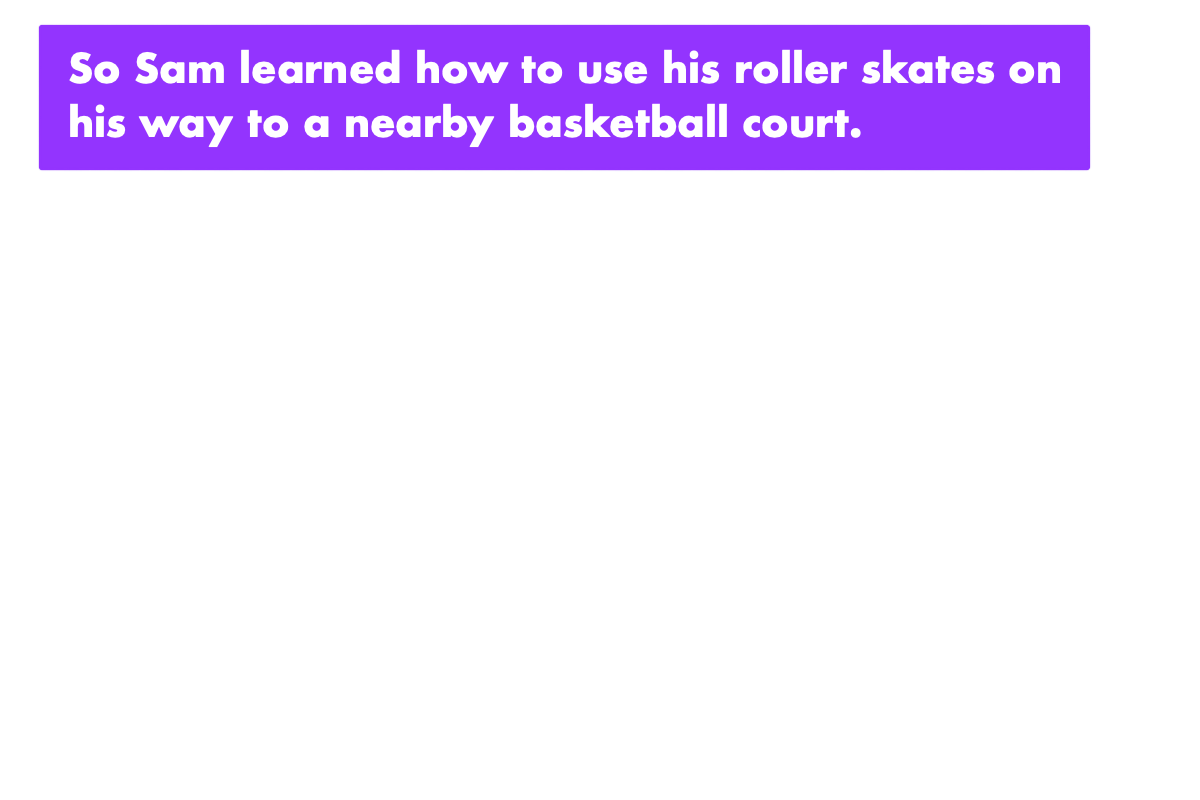 So Sam learned how to use his roller skates on
his way to a nearby basketball court.